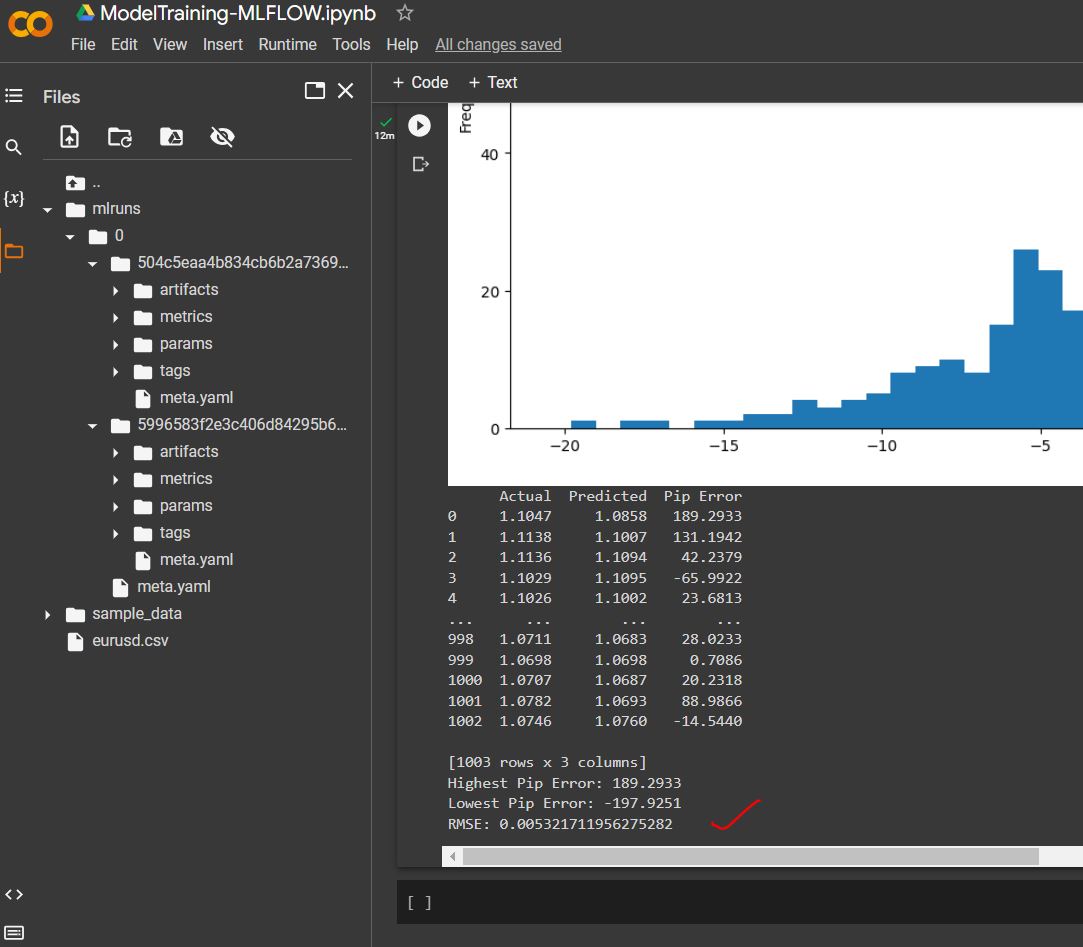 ModelTraining-MLFLOW.ipynb
File Edit View Insert Runtime Tools Help All changes saved
+ Code + Text
Files
{x}
..
mlruns
0
504c5eaa4b834cb6b2a7369...
artifacts
metrics
params
tags
meta.yaml
5996583f2e3c406d84295b6...
artifacts
metrics
params
tags
meta.yaml
meta.yaml
sample_data
eurusd.csv
12m
Freq
40
20
0
−20 −15 −10 −5
Actual Predicted Pip Error
0 1.1047 1.0858 189.2933
1 1.1138 1.1007 131.1942
2 1.1136 1.1094 42.2379
3 1.1029 1.1095 -65.9922
4 1.1026 1.1002 23.6813
... ... ... ...
998 1.0711 1.0683 28.0233
999 1.0698 1.0698 0.7086
1000 1.0707 1.0687 20.2318
1001 1.0782 1.0693 88.9866
1002 1.0746 1.0760 -14.5440
[1003 rows x 3 columns]
Highest Pip Error: 189.2933
Lowest Pip Error: -197.9251
RMSE: 0.005321711956275282
[ ]